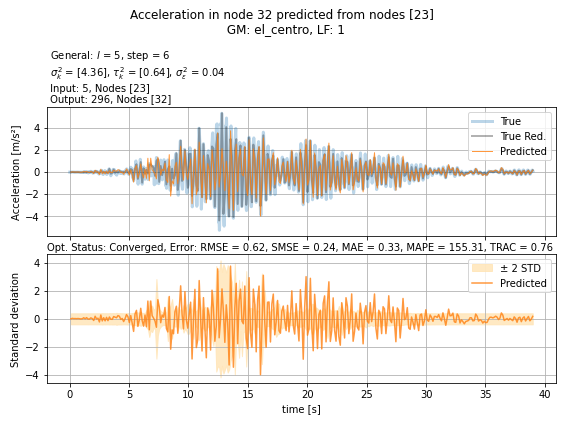 Acceleration in node 32 predicted from nodes [23]
GM: el_centro, LF: 1
General: l = 5, step = 6
σ²ₖ = [4.36], τ²ₖ = [0.64], σ²ε = 0.04
Input: 5, Nodes [23]
Output: 296, Nodes [32]
True
True Red.
Predicted
Acceleration [m/s²]
4
2
0
−2
−4
Opt. Status: Converged, Error: RMSE = 0.62, SMSE = 0.24, MAE = 0.33, MAPE = 155.31, TRAC = 0.76
± 2 STD
Predicted
Standard deviation
4
2
0
−2
−4
0 5 10 15 20 25 30 35 40
time [s]